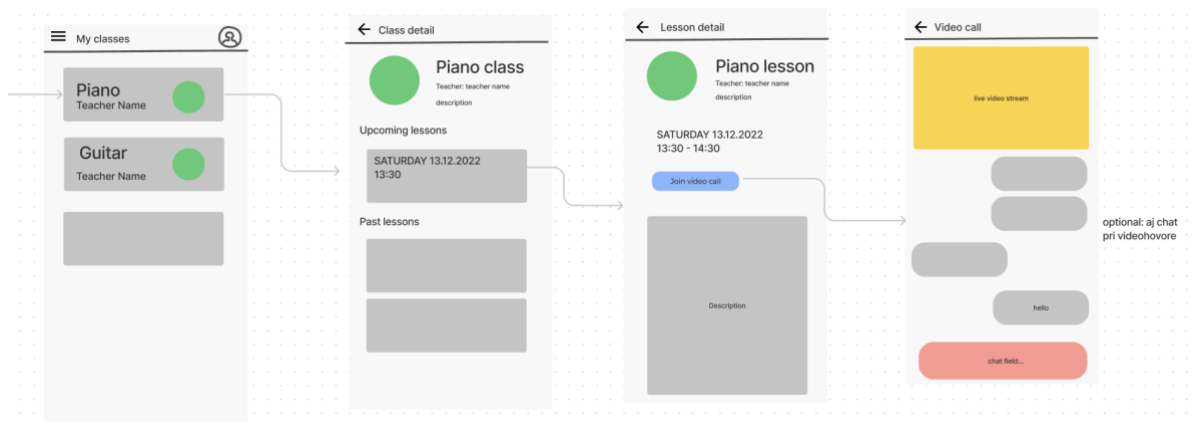 My classes
Piano
Teacher Name
Guitar
Teacher Name
Class detail
Piano class
Teacher: teacher name
description
Upcoming lessons
SATURDAY 13.12.2022
13:30
Past lessons
Lesson detail
Piano lesson
Teacher: teacher name
description
SATURDAY 13.12.2022
13:30 - 14:30
Join video call
Description
Video call
live video stream
hello
chat field...
optional: aj chat
pri videohovore